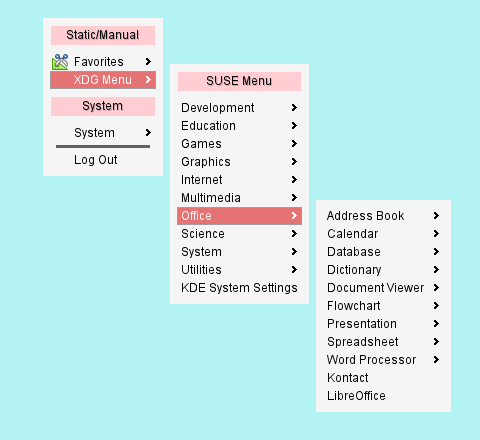 Static/Manual
Favorites
XDG Menu
System
System
Log Out
SUSE Menu
Development
Education
Games
Graphics
Internet
Multimedia
Office
Science
System
Utilities
KDE System Settings
Address Book
Calendar
Database
Dictionary
Document Viewer
Flowchart
Presentation
Spreadsheet
Word Processor
Kontact
LibreOffice